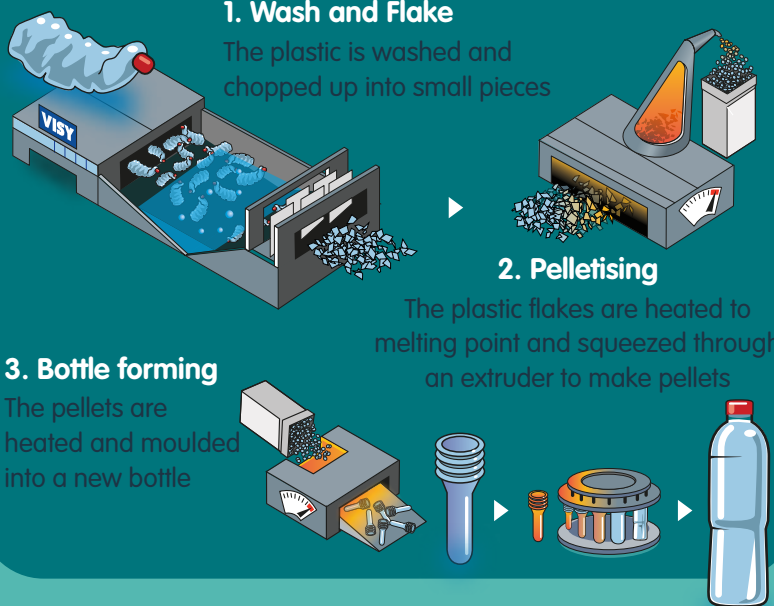 1. Wash and Flake
The plastic is washed and
chopped up into small pieces
VISY
2. Pelletising
The plastic flakes are heated to
melting point and squeezed through
an extruder to make pellets
3. Bottle forming
The pellets are
heated and moulded
into a new bottle